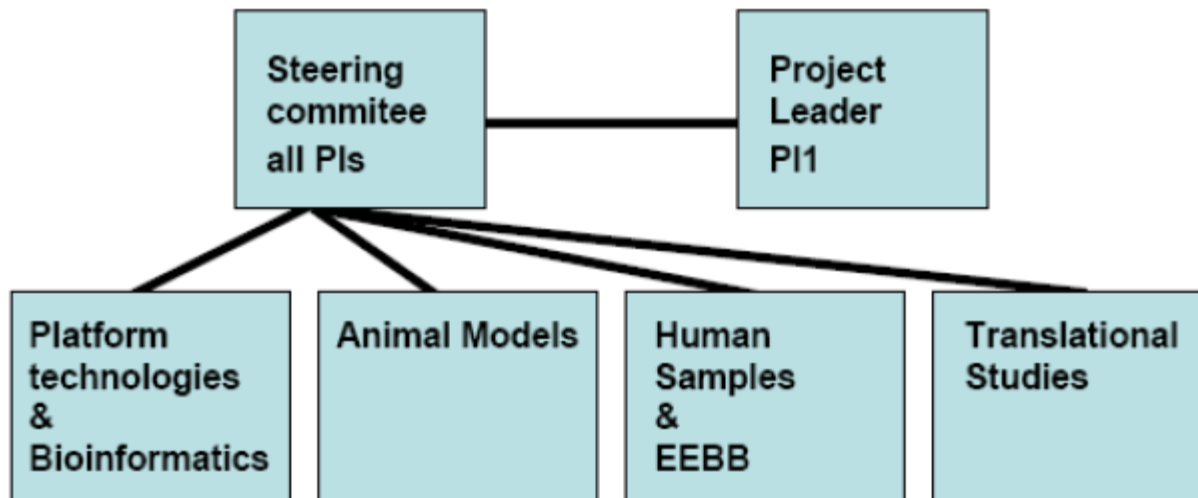 Steering
commitee
all PIs
Project
Leader
PI1
Platform
technologies
&
Bioinformatics
Animal Models
Human
Samples
&
EEBB
Translational
Studies